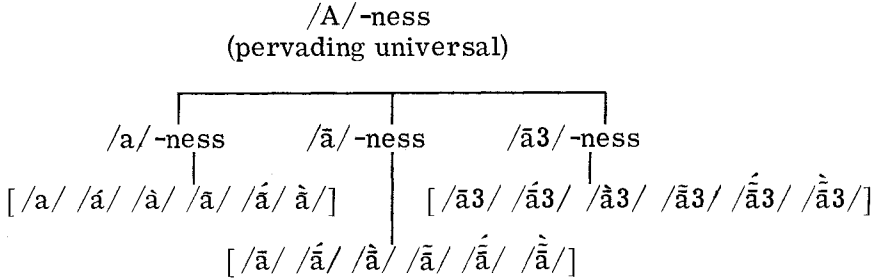 /A/-ness
(pervading universal)
/a/-ness /ā/-ness /ā3/-ness
[/a/ /á/ /à/ /ã/ /ã́/ ã̀/] [/ā3/ /ā́3/ /ā̀3/ /ā̃3/ /ā̃́3/ /ā̃̀3/]
[/ā/ /ā́/ /ā̀/ /ā̃/ /ā̃́/ /ā̃̀/]